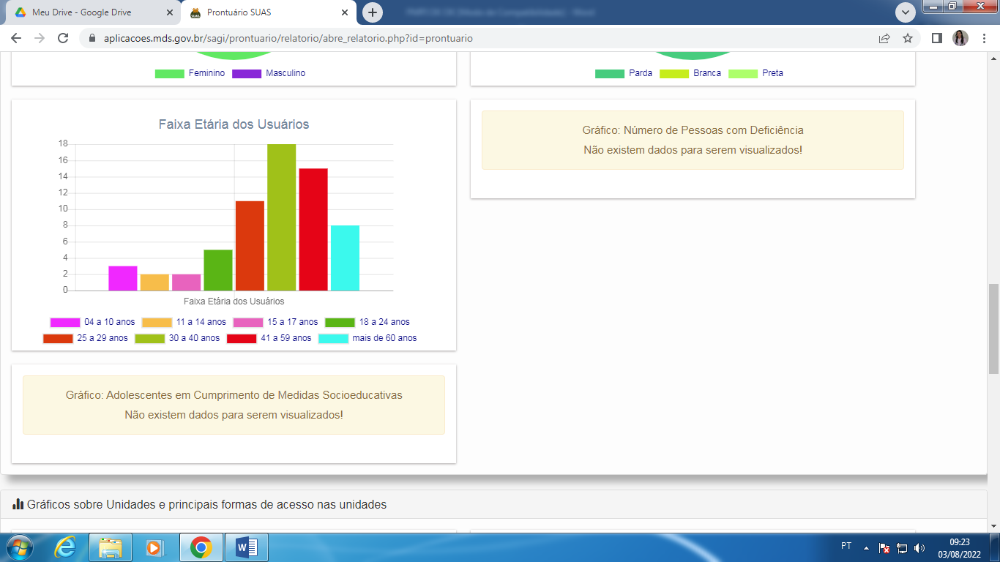 Meu Drive - Google Drive
Prontuário SUAS
aplicacoes.mds.gov.br/sagi/prontuario/relatorio/abre_relatorio.php?id=prontuario
Feminino Masculino
Parda Branca Preta
Faixa Etária dos Usuários
18
16
14
12
10
8
6
4
2
0
Faixa Etária dos Usuários
04 a 10 anos 11 a 14 anos 15 a 17 anos 18 a 24 anos
25 a 29 anos 30 a 40 anos 41 a 59 anos mais de 60 anos
Gráfico: Número de Pessoas com Deficiência
Não existem dados para serem visualizados!
Gráfico: Adolescentes em Cumprimento de Medidas Socioeducativas
Não existem dados para serem visualizados!
Gráficos sobre Unidades e principais formas de acesso nas unidades
PT
09:23
03/08/2022